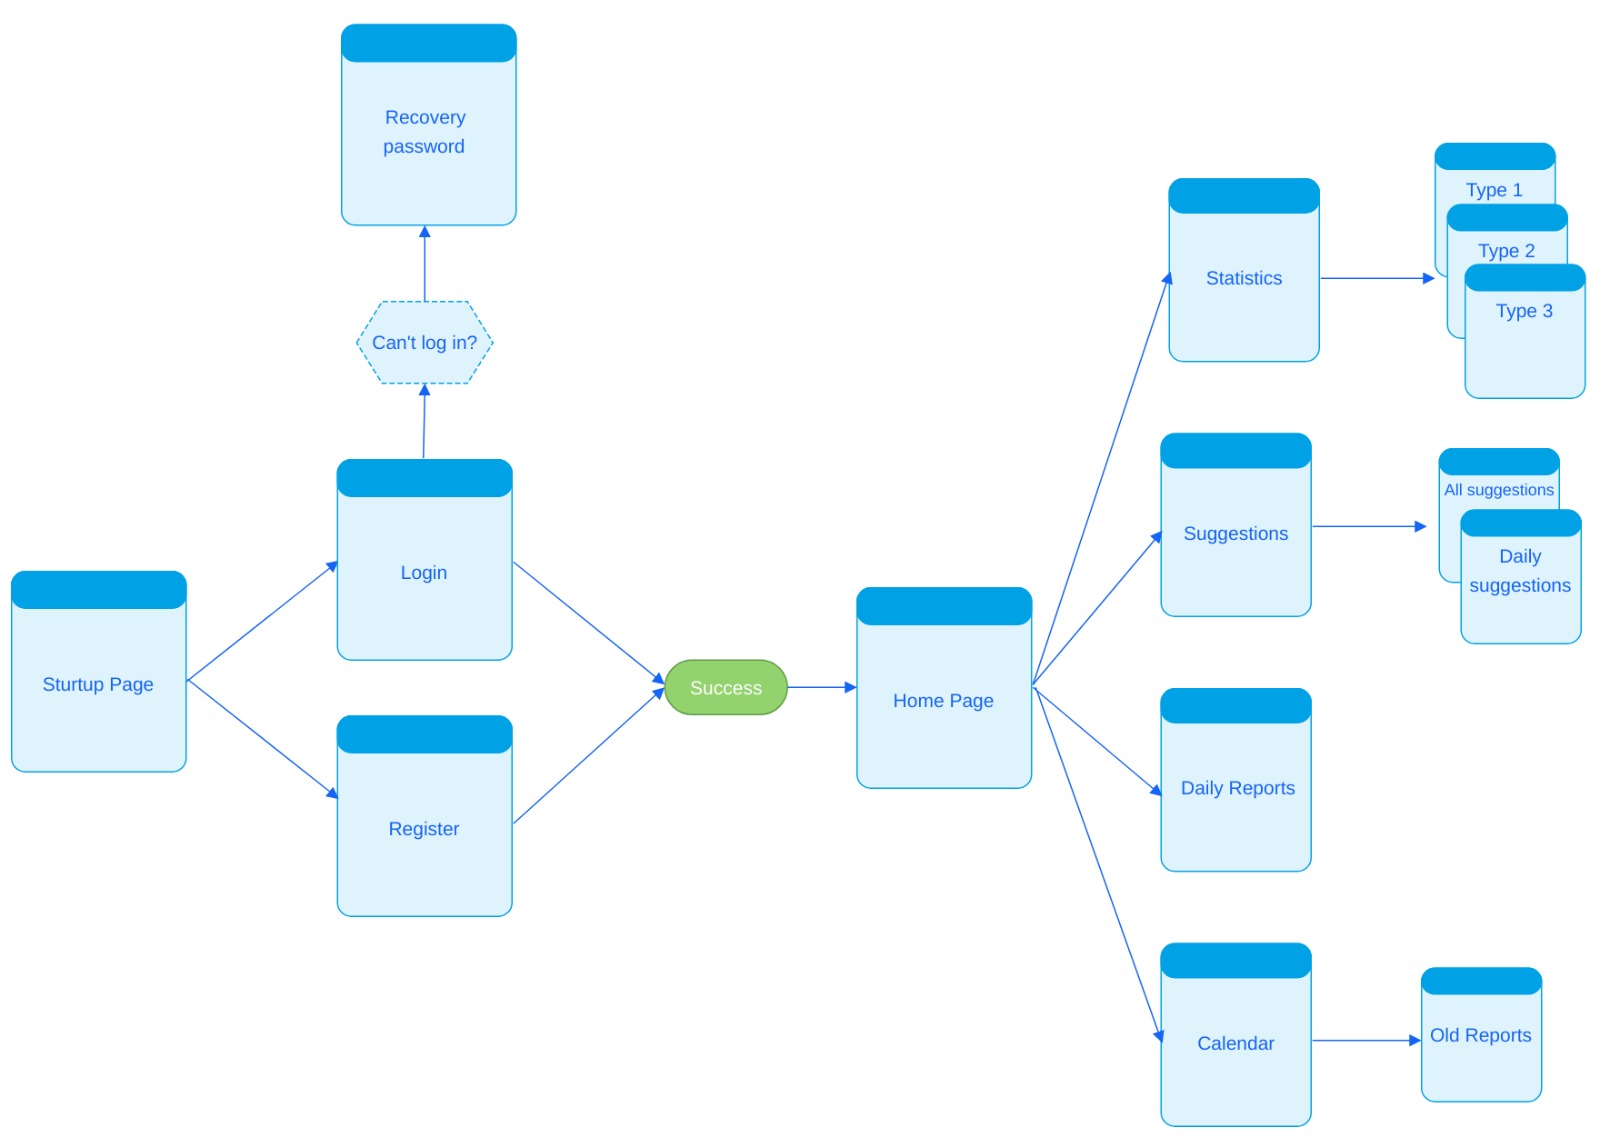 Recovery
password
Can't log in?
Login
Sturtup Page
Register
Success
Home Page
Statistics
Type 1
Type 2
Type 3
Suggestions
All suggestions
Daily
suggestions
Daily Reports
Calendar
Old Reports